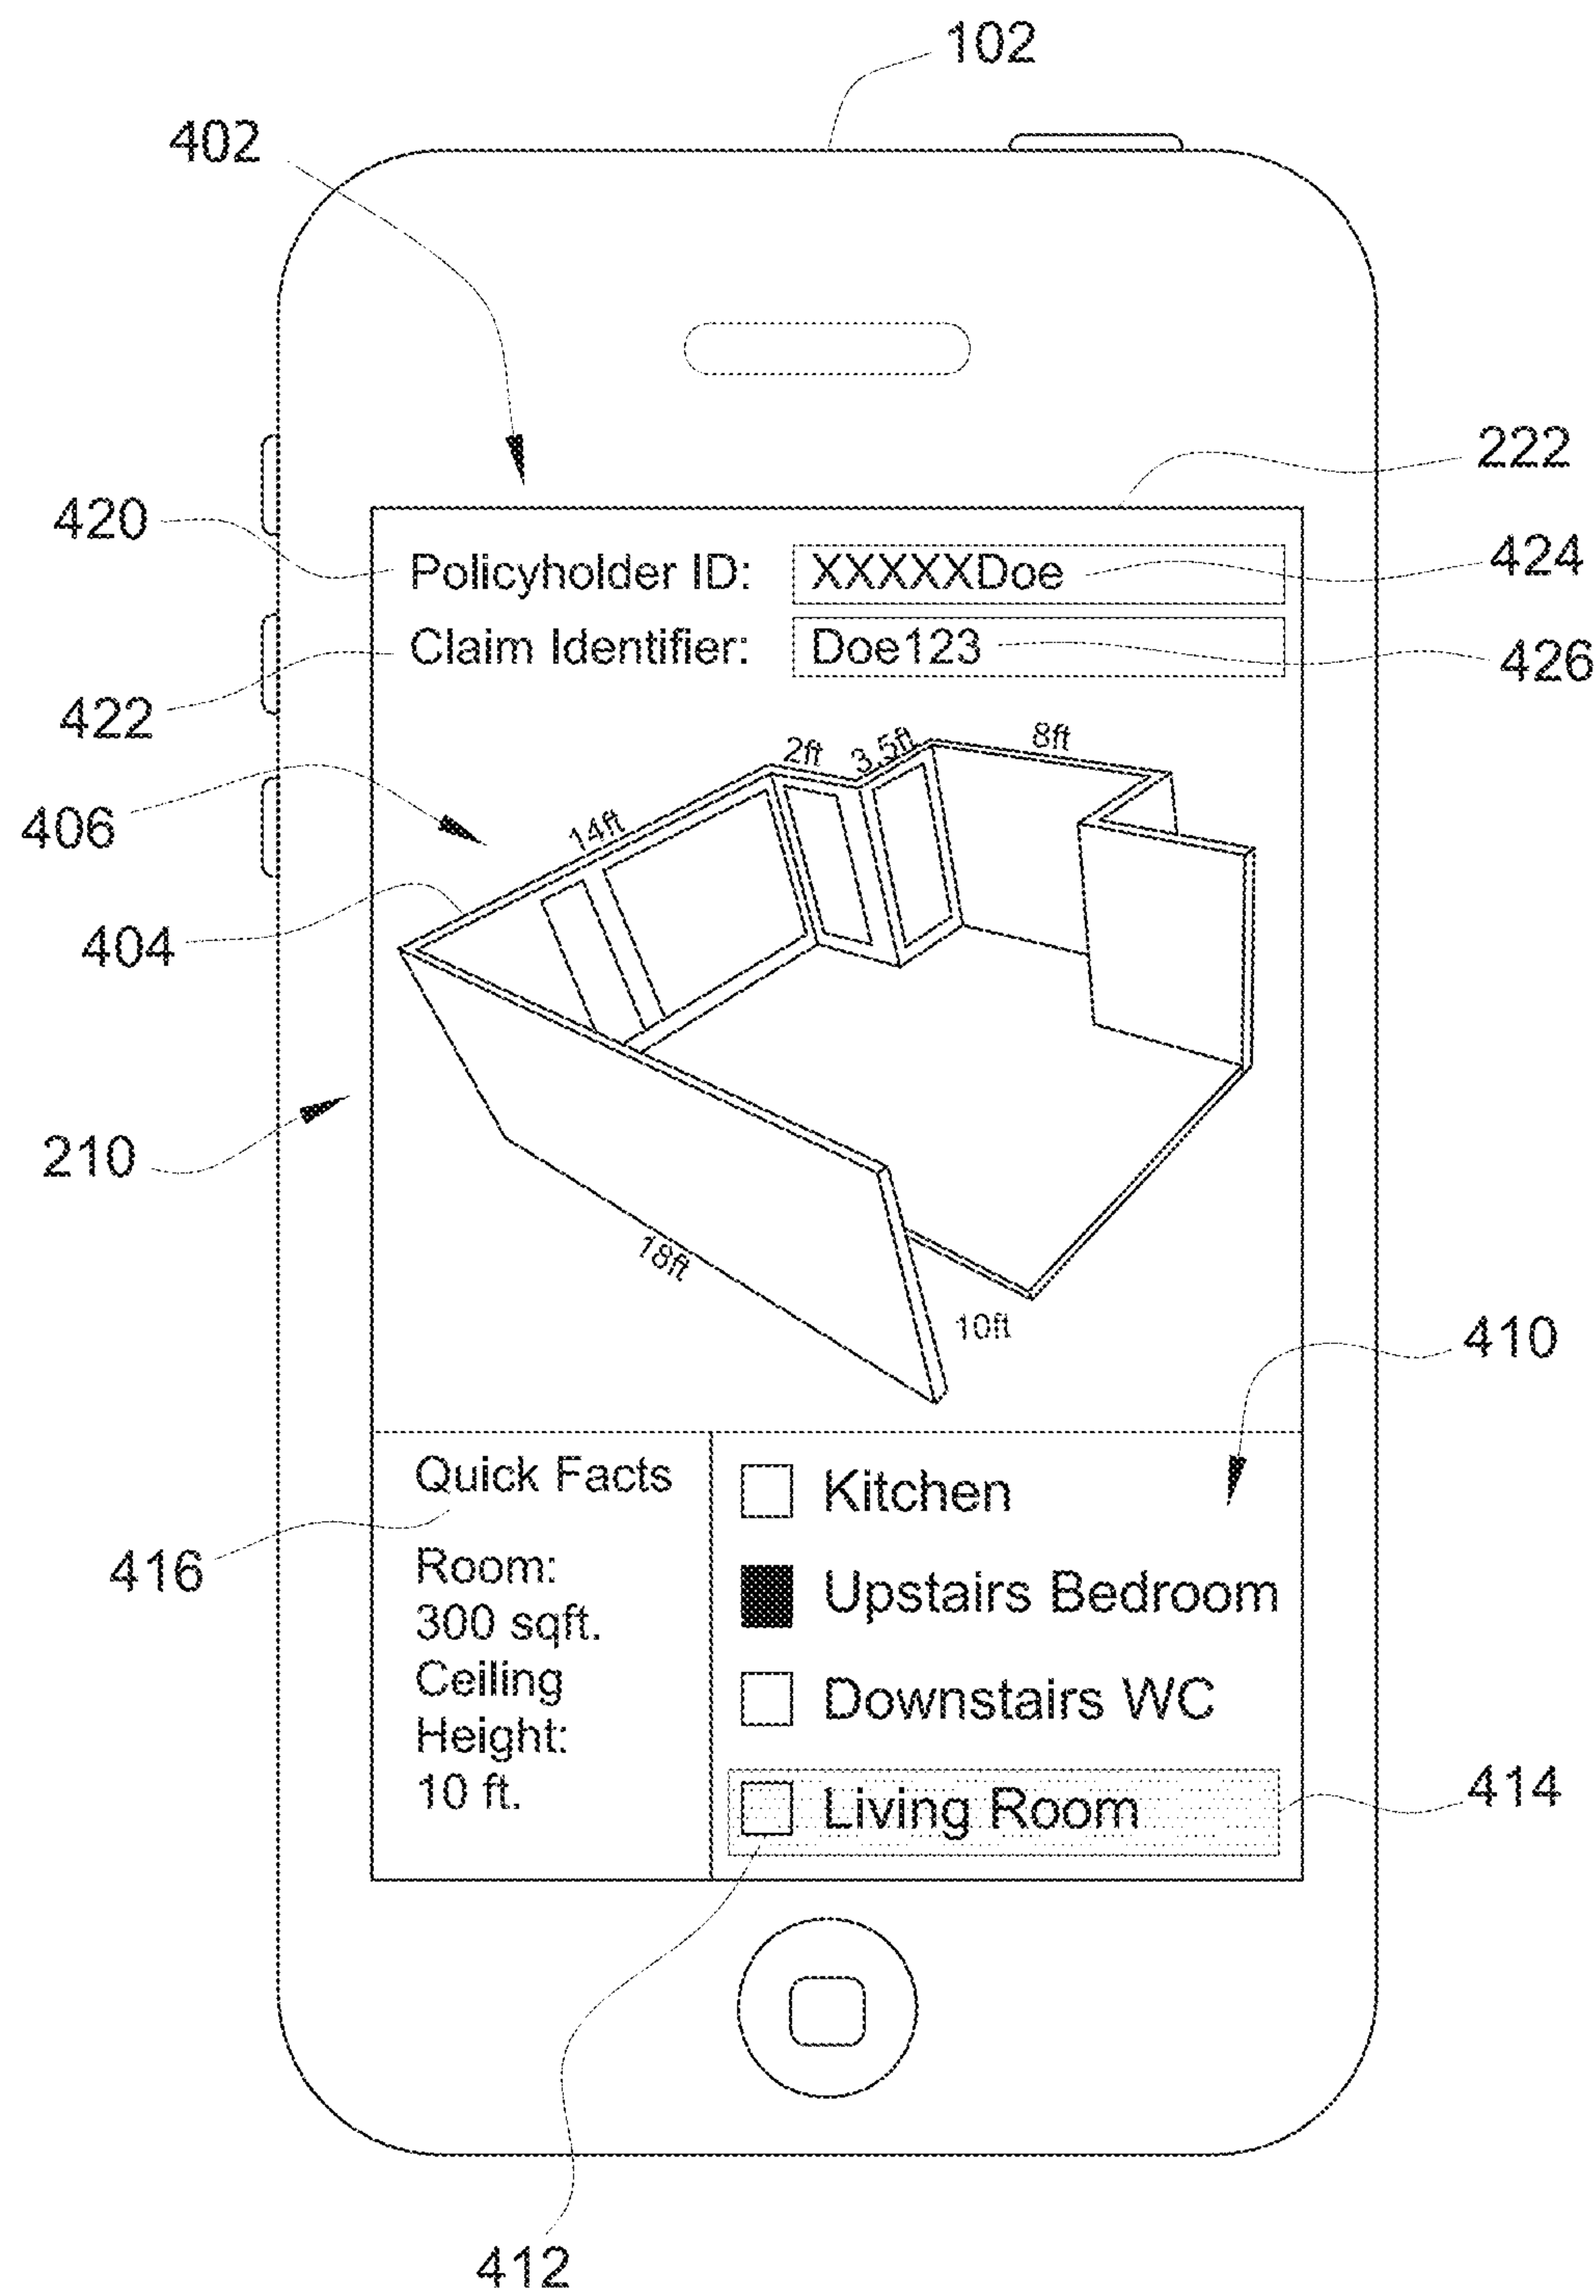 102
402
222
420
Policyholder ID: XXXXXDoe
424
Claim Identifier: Doe123
426
422
2ft
3.5ft
8ft
14ft
406
404
210
18ft
10ft
410
Quick Facts
Room:
300 sqft.
Ceiling
Height:
10 ft.
416
Kitchen
Upstairs Bedroom
Downstairs WC
Living Room
414
412